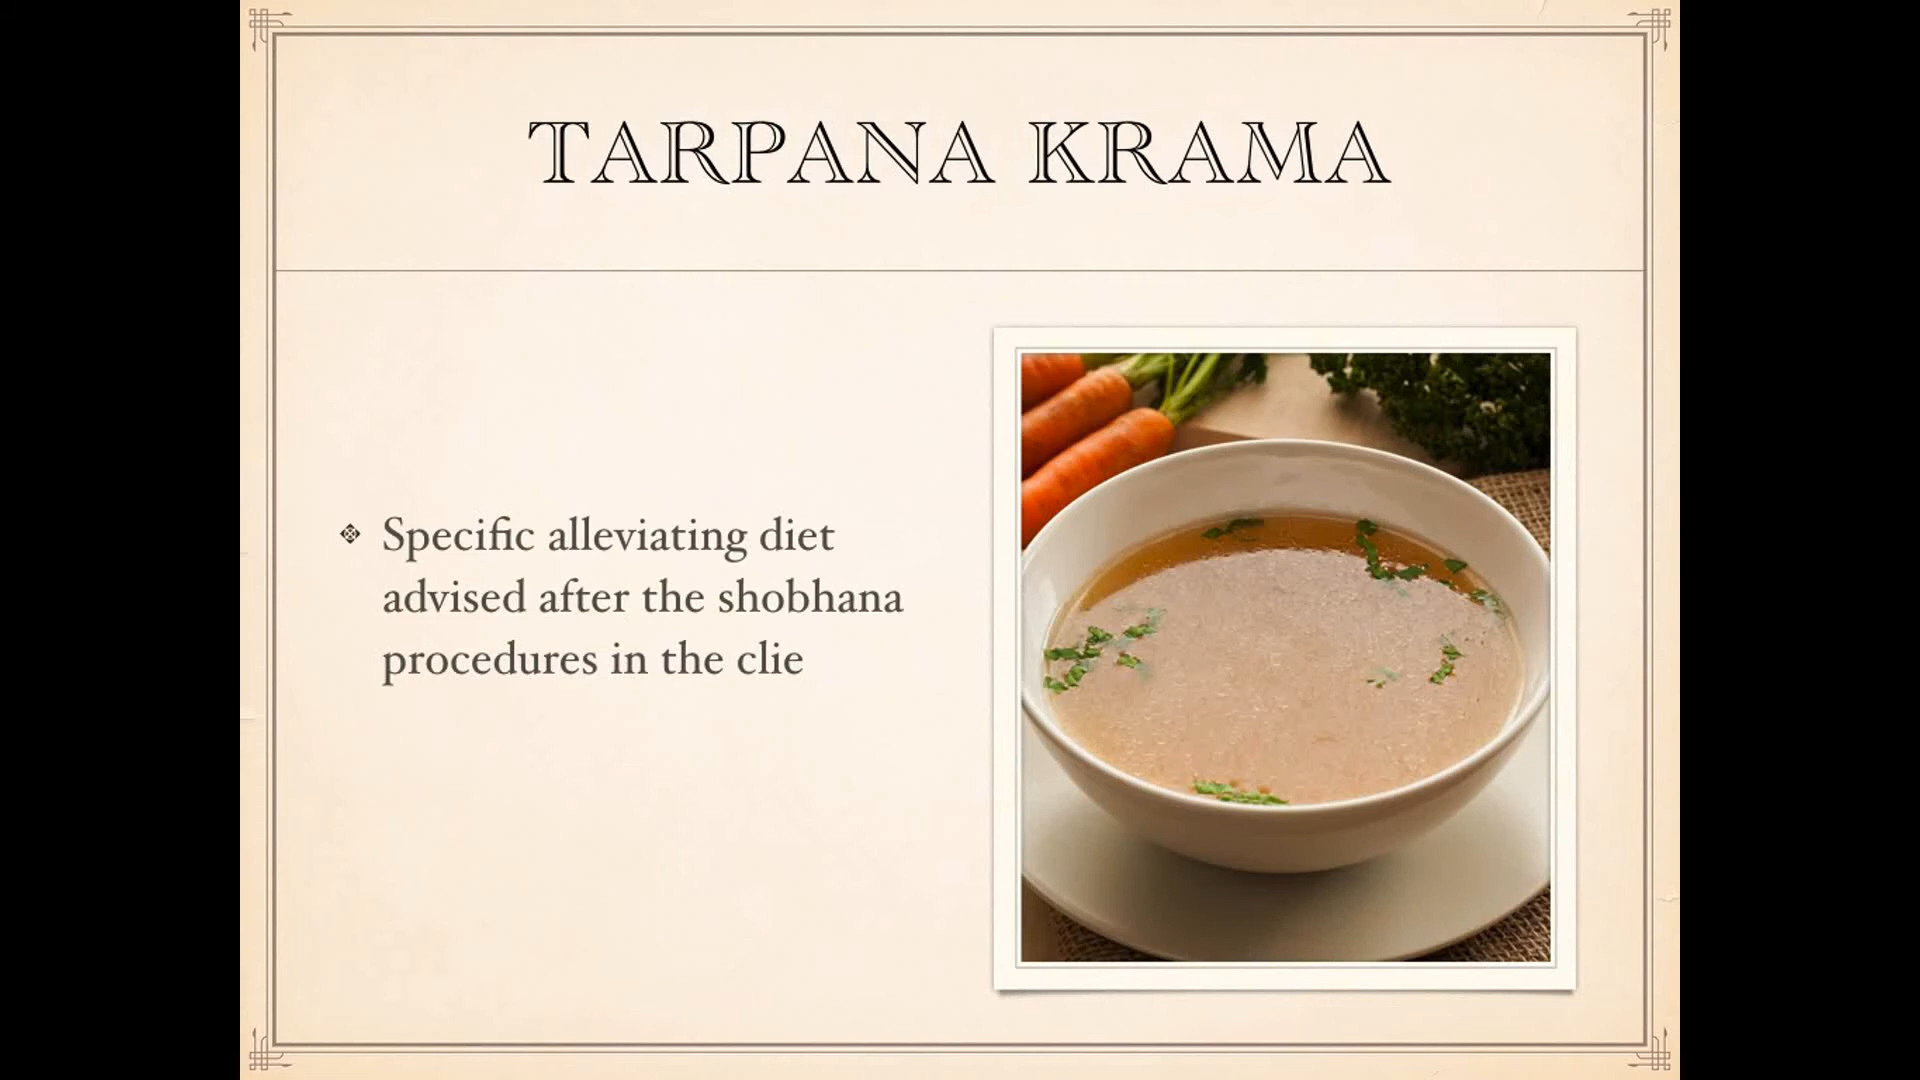 TARPANA KRAMA
Specific alleviating diet
advised after the shobhana
procedures in the clie